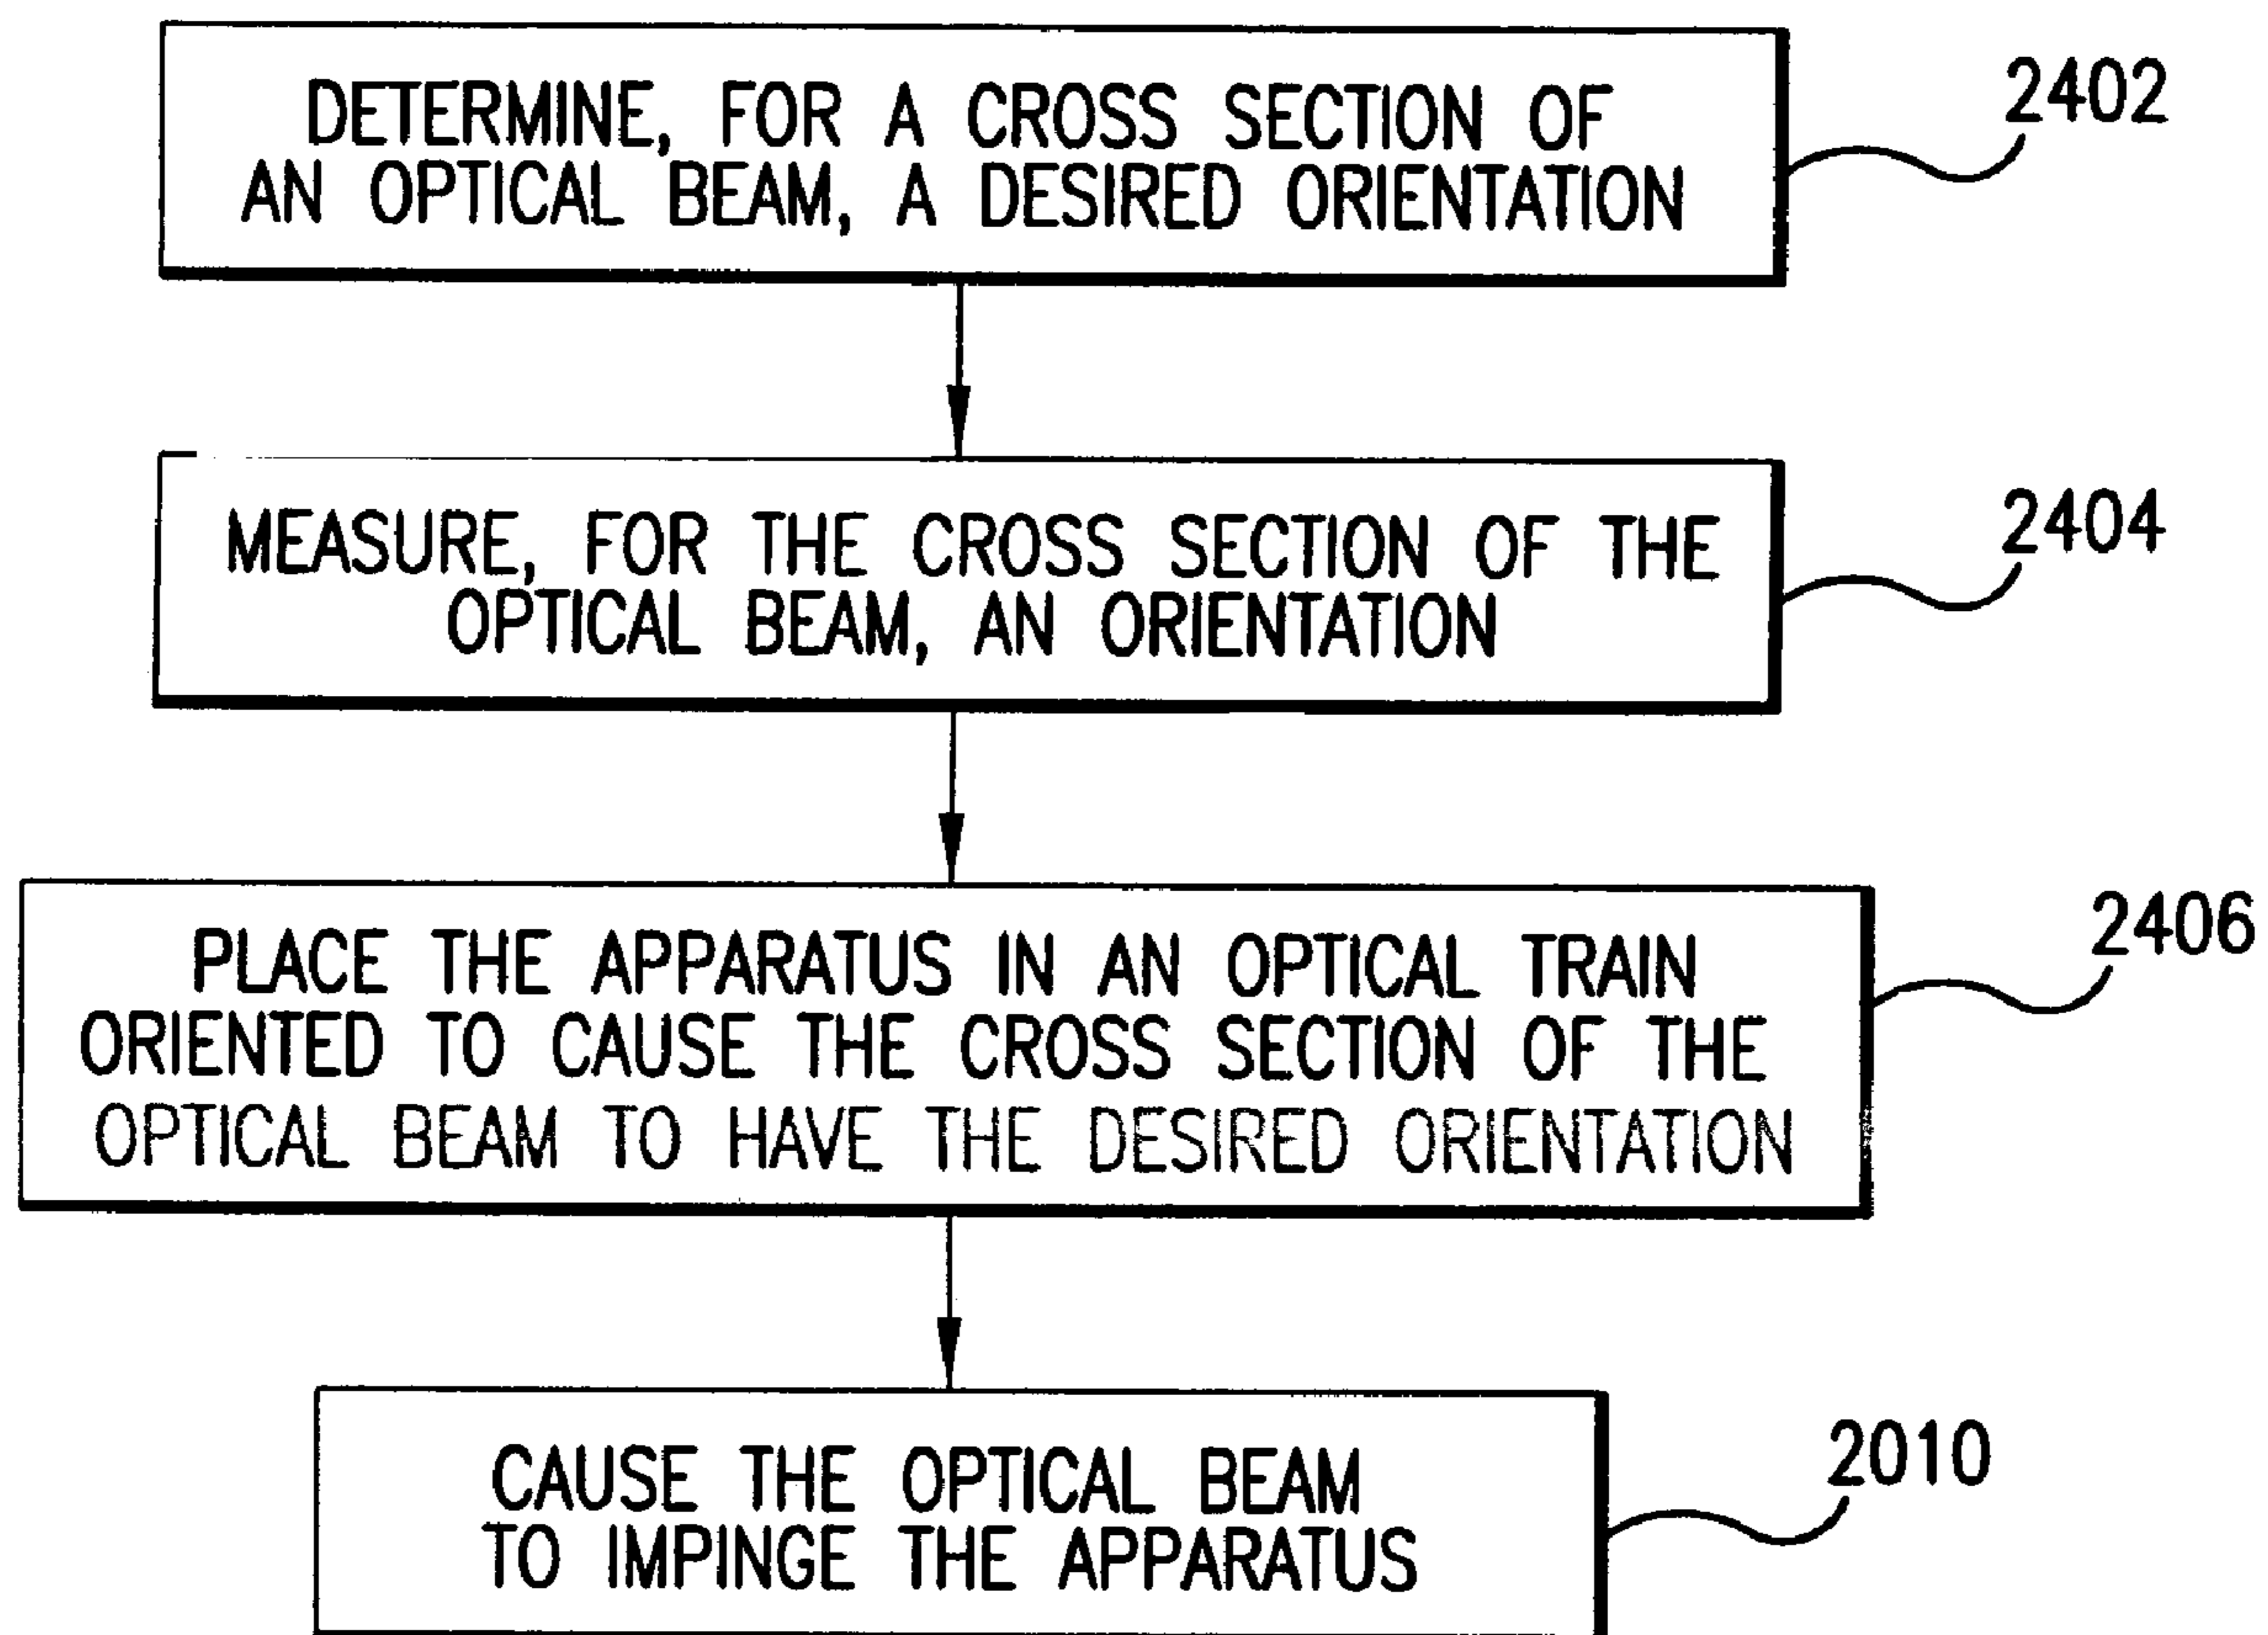 DETERMINE, FOR A CROSS SECTION OF
AN OPTICAL BEAM, A DESIRED ORIENTATION
2402
MEASURE, FOR THE CROSS SECTION OF THE
OPTICAL BEAM, AN ORIENTATION
2404
PLACE THE APPARATUS IN AN OPTICAL TRAIN
ORIENTED TO CAUSE THE CROSS SECTION OF THE
OPTICAL BEAM TO HAVE THE DESIRED ORIENTATION
2406
CAUSE THE OPTICAL BEAM
TO IMPINGE THE APPARATUS
2010